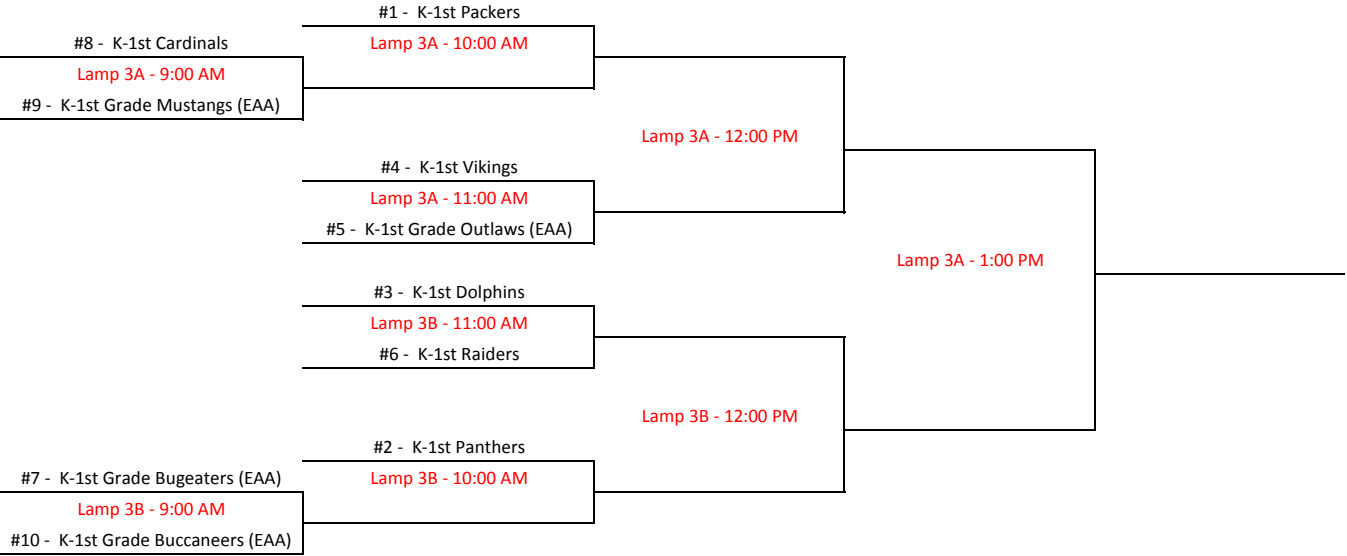 #1 - K-1st Packers
#8 - K-1st Cardinals
Lamp 3A - 10:00 AM
Lamp 3A - 9:00 AM
#9 - K-1st Grade Mustangs (EAA)
Lamp 3A - 12:00 PM
#4 - K-1st Vikings
Lamp 3A - 11:00 AM
#5 - K-1st Grade Outlaws (EAA)
Lamp 3A - 1:00 PM
#3 - K-1st Dolphins
Lamp 3B - 11:00 AM
#6 - K-1st Raiders
Lamp 3B - 12:00 PM
#2 - K-1st Panthers
#7 - K-1st Grade Bugeaters (EAA)
Lamp 3B - 10:00 AM
Lamp 3B - 9:00 AM
#10 - K-1st Grade Buccaneers (EAA)